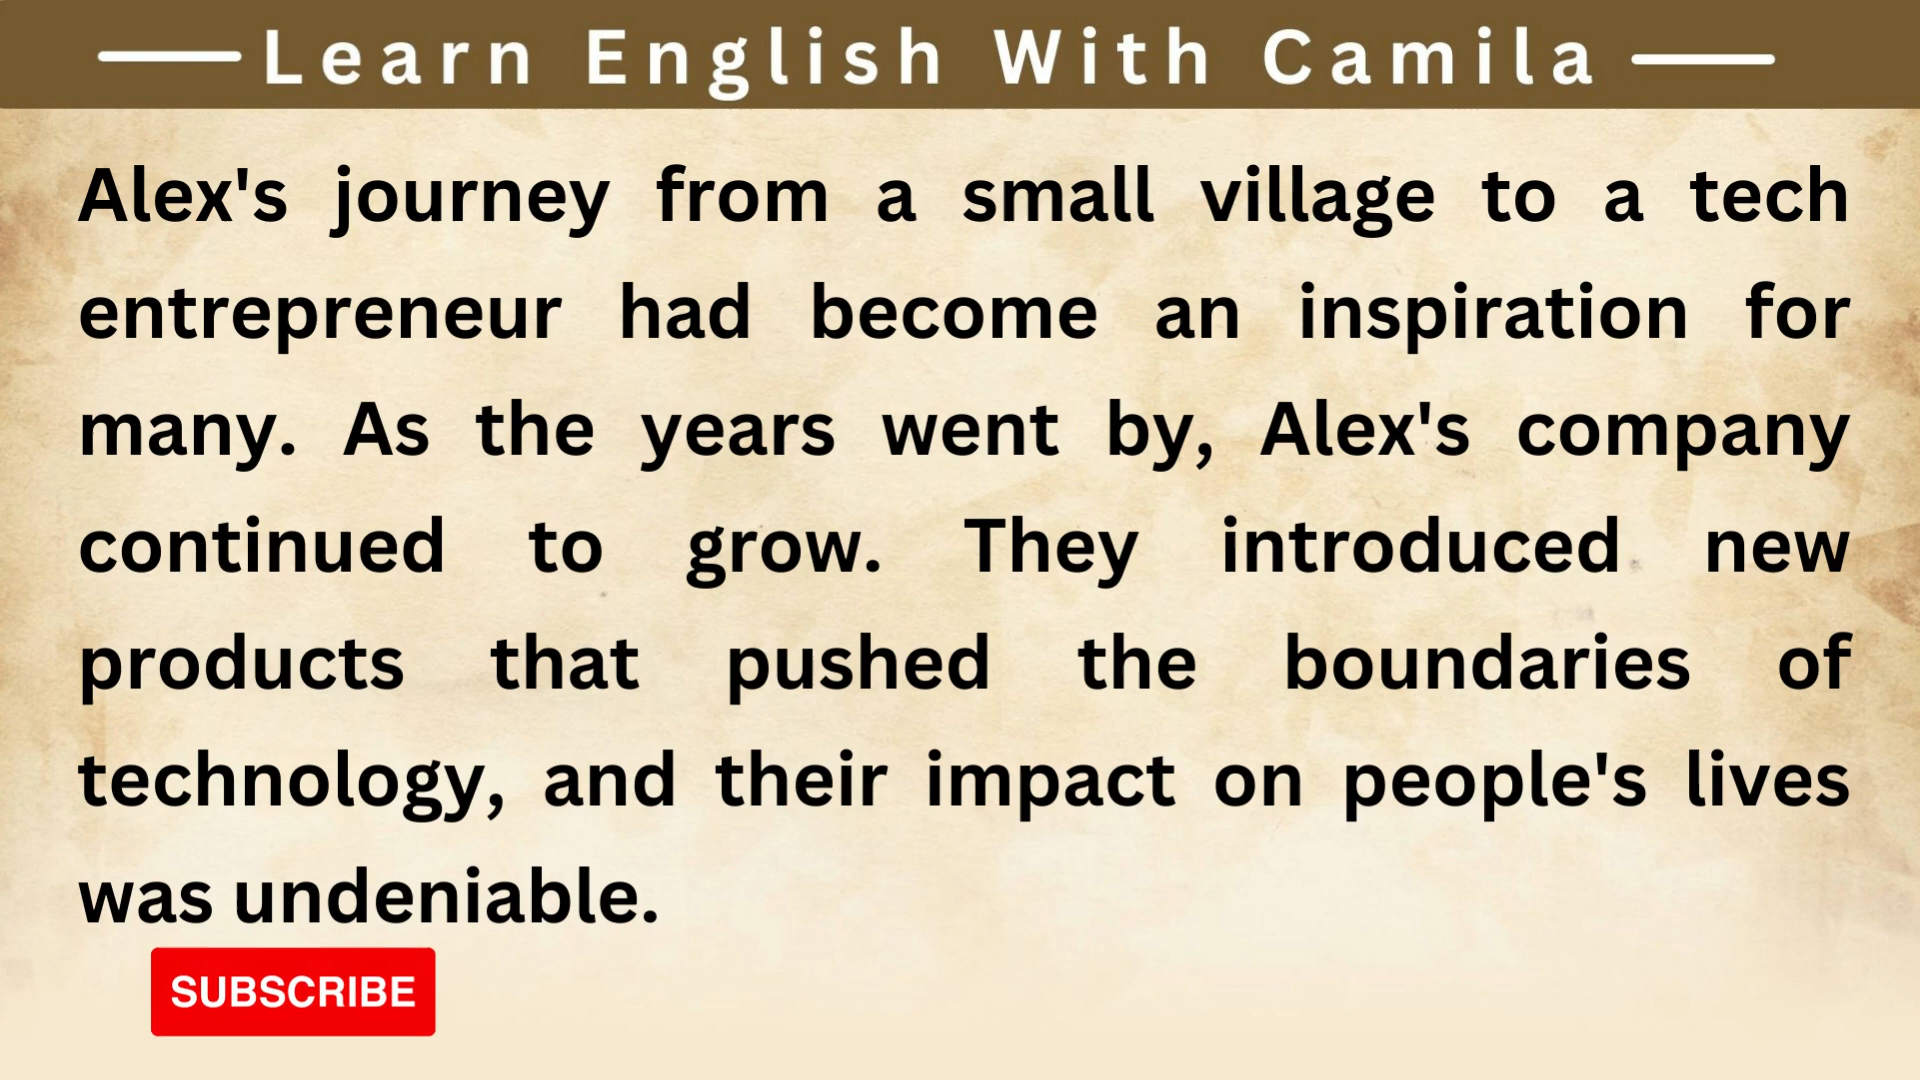 Learn English With Camila
Alex's journey from a small village to a tech
entrepreneur had become an inspiration for
many. As the years went by, Alex's company
continued to grow. They introduced new
products that pushed the boundaries of
technology, and their impact on people's lives
was undeniable.
SUBSCRIBE